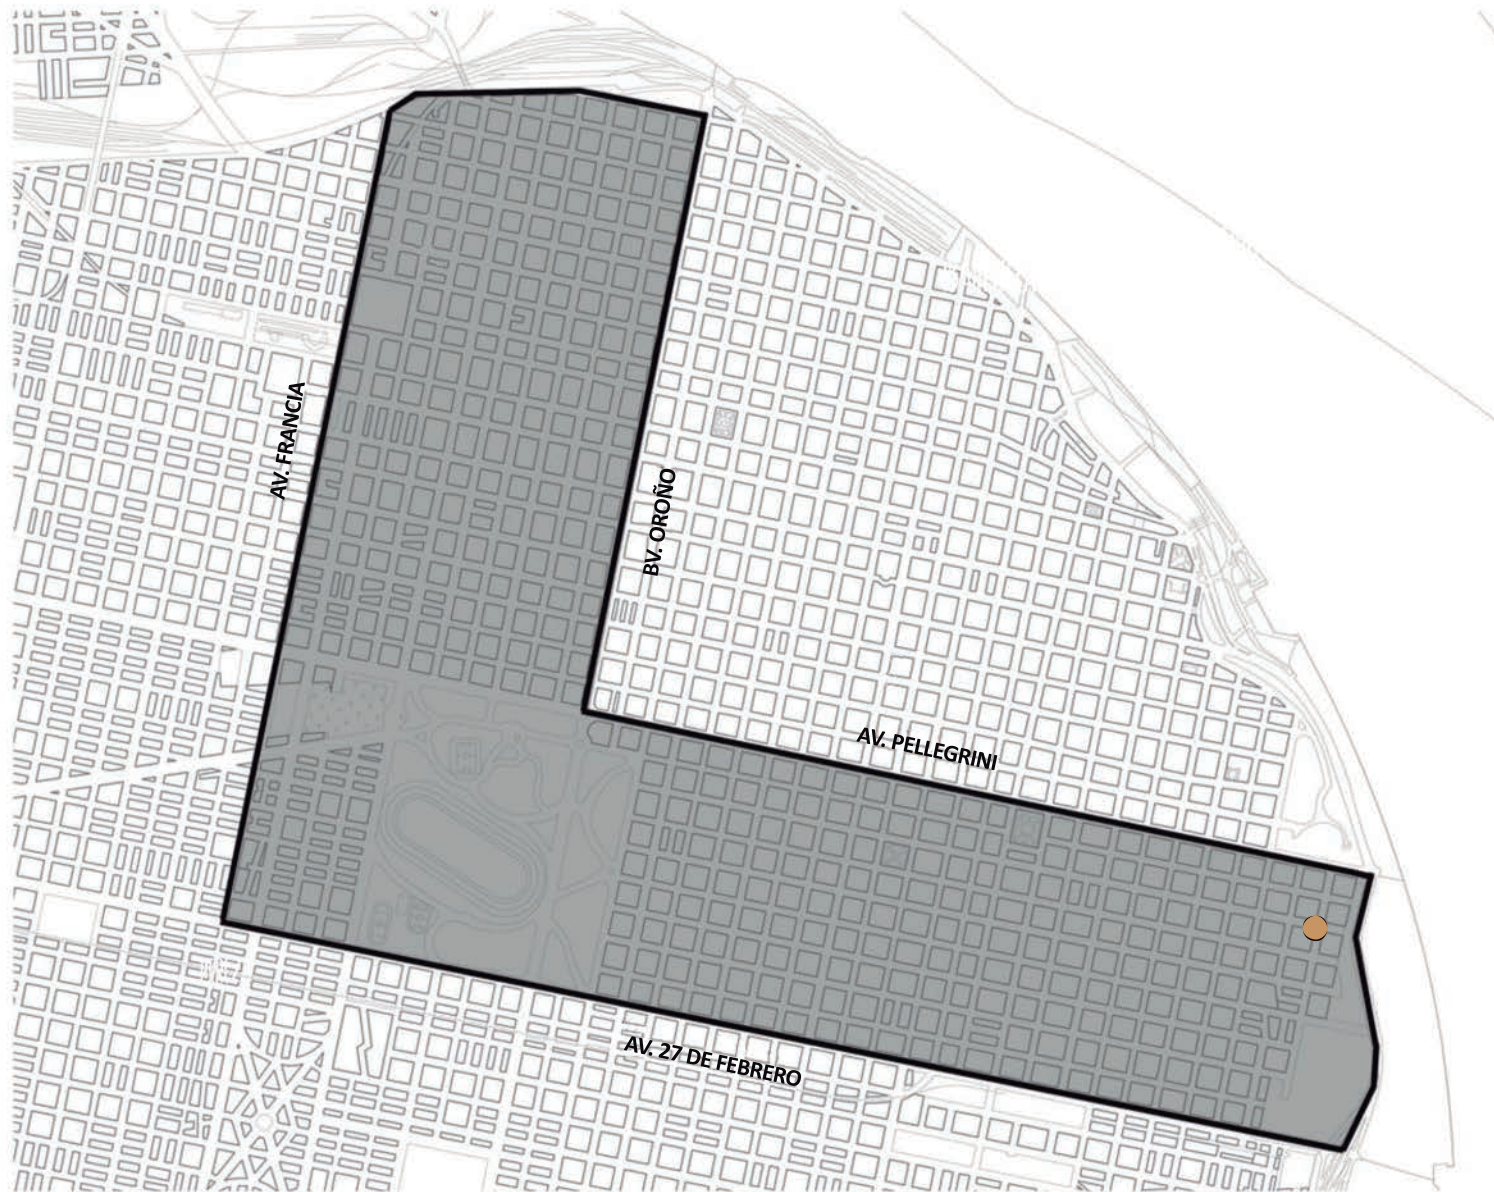 AV. FRANCIA
BV. OROÑO
AV. PELLEGRINI
AV. 27 DE FEBRERO